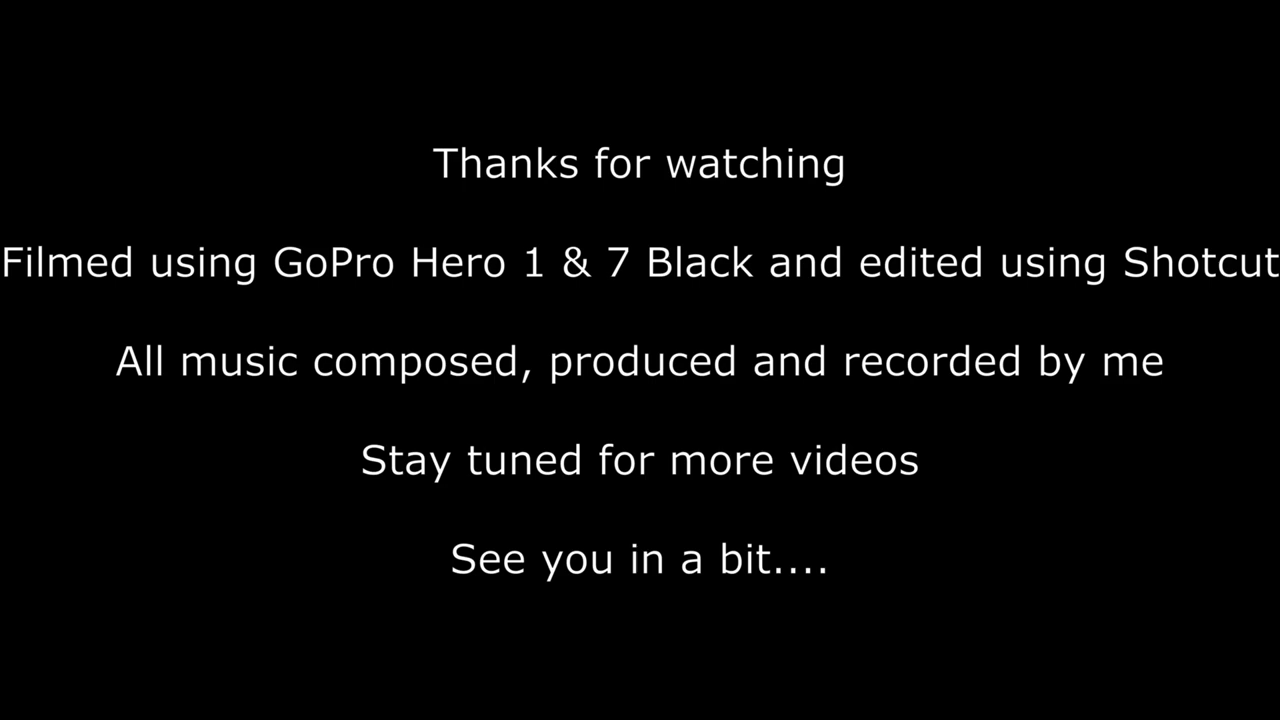 Thanks for watching
Filmed using GoPro Hero 1 & 7 Black and edited using Shotcut
All music composed, produced and recorded by me
Stay tuned for more videos
See you in a bit....